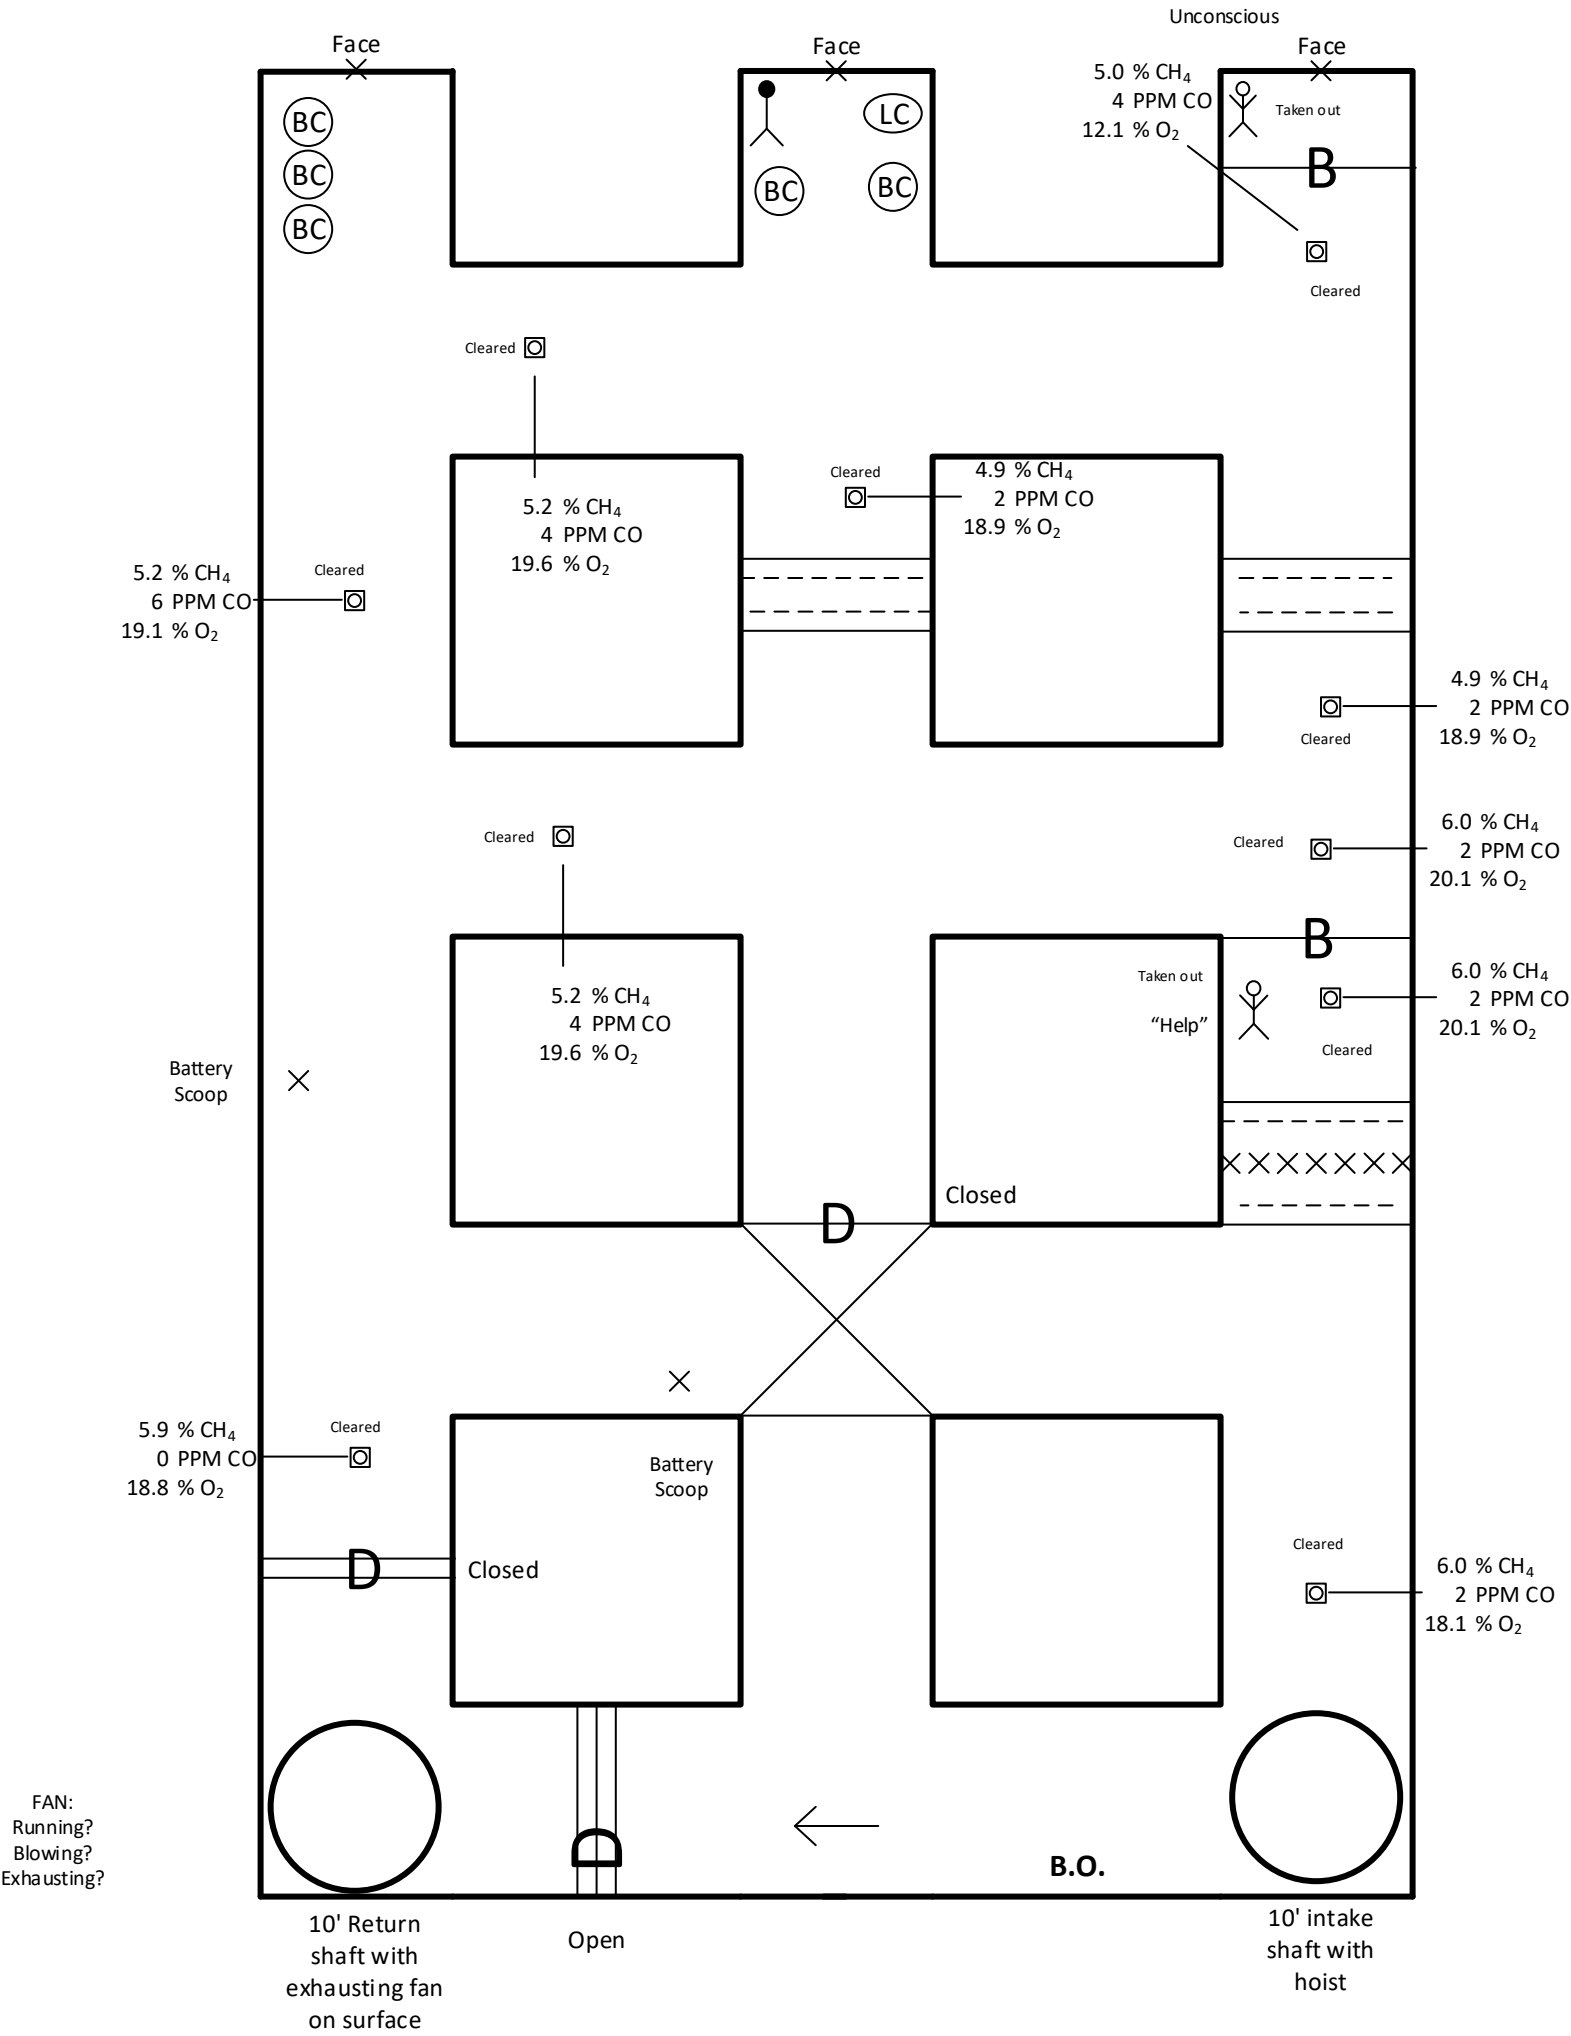 Unconscious
Face
Face
Face
5.0 % CH₄
4 PPM CO
12.1 % O₂
Taken out
BC
BC
BC
LC
BC
BC
B
Cleared
Cleared
5.2 % CH₄
4 PPM CO
19.6 % O₂
Cleared
4.9 % CH₄
2 PPM CO
18.9 % O₂
5.2 % CH₄
6 PPM CO
19.1 % O₂
Cleared
4.9 % CH₄
2 PPM CO
18.9 % O₂
Cleared
Cleared
5.2 % CH₄
4 PPM CO
19.6 % O₂
Cleared
6.0 % CH₄
2 PPM CO
20.1 % O₂
B
Taken out
"Help"
6.0 % CH₄
2 PPM CO
20.1 % O₂
Cleared
Battery
Scoop
Closed
D
5.9 % CH₄
0 PPM CO
18.8 % O₂
Cleared
Battery
Scoop
D
Closed
Cleared
6.0 % CH₄
2 PPM CO
18.1 % O₂
FAN:
Running?
Blowing?
Exhausting?
D
B.O.
10' Return
shaft with
exhausting fan
on surface
Open
10' intake
shaft with
hoist